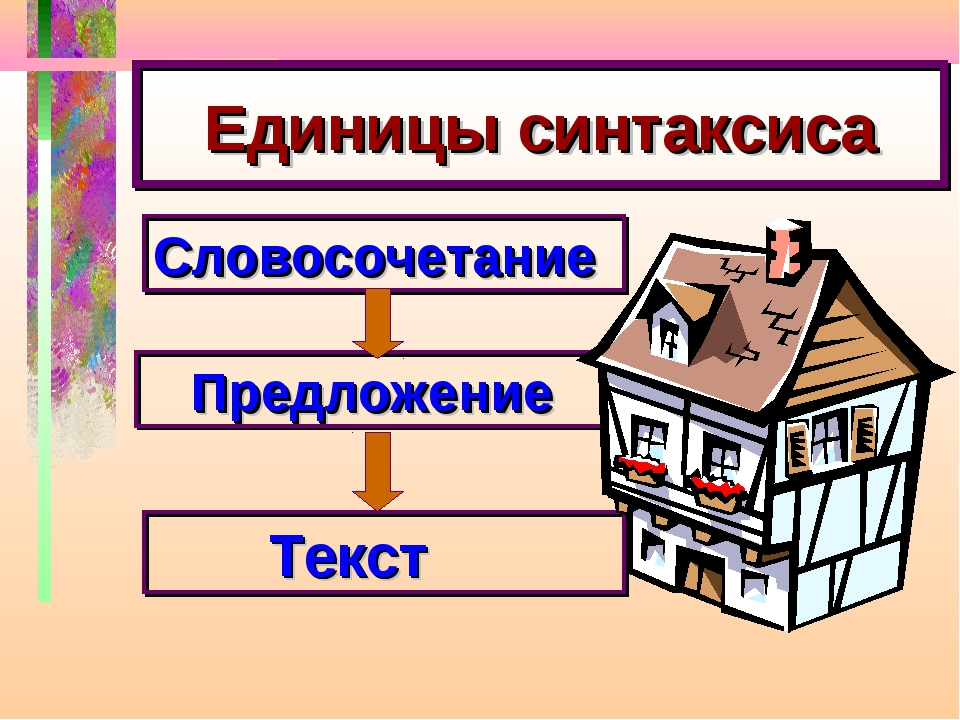 Единицы синтаксиса
Словосочетание
Предложение
Текст